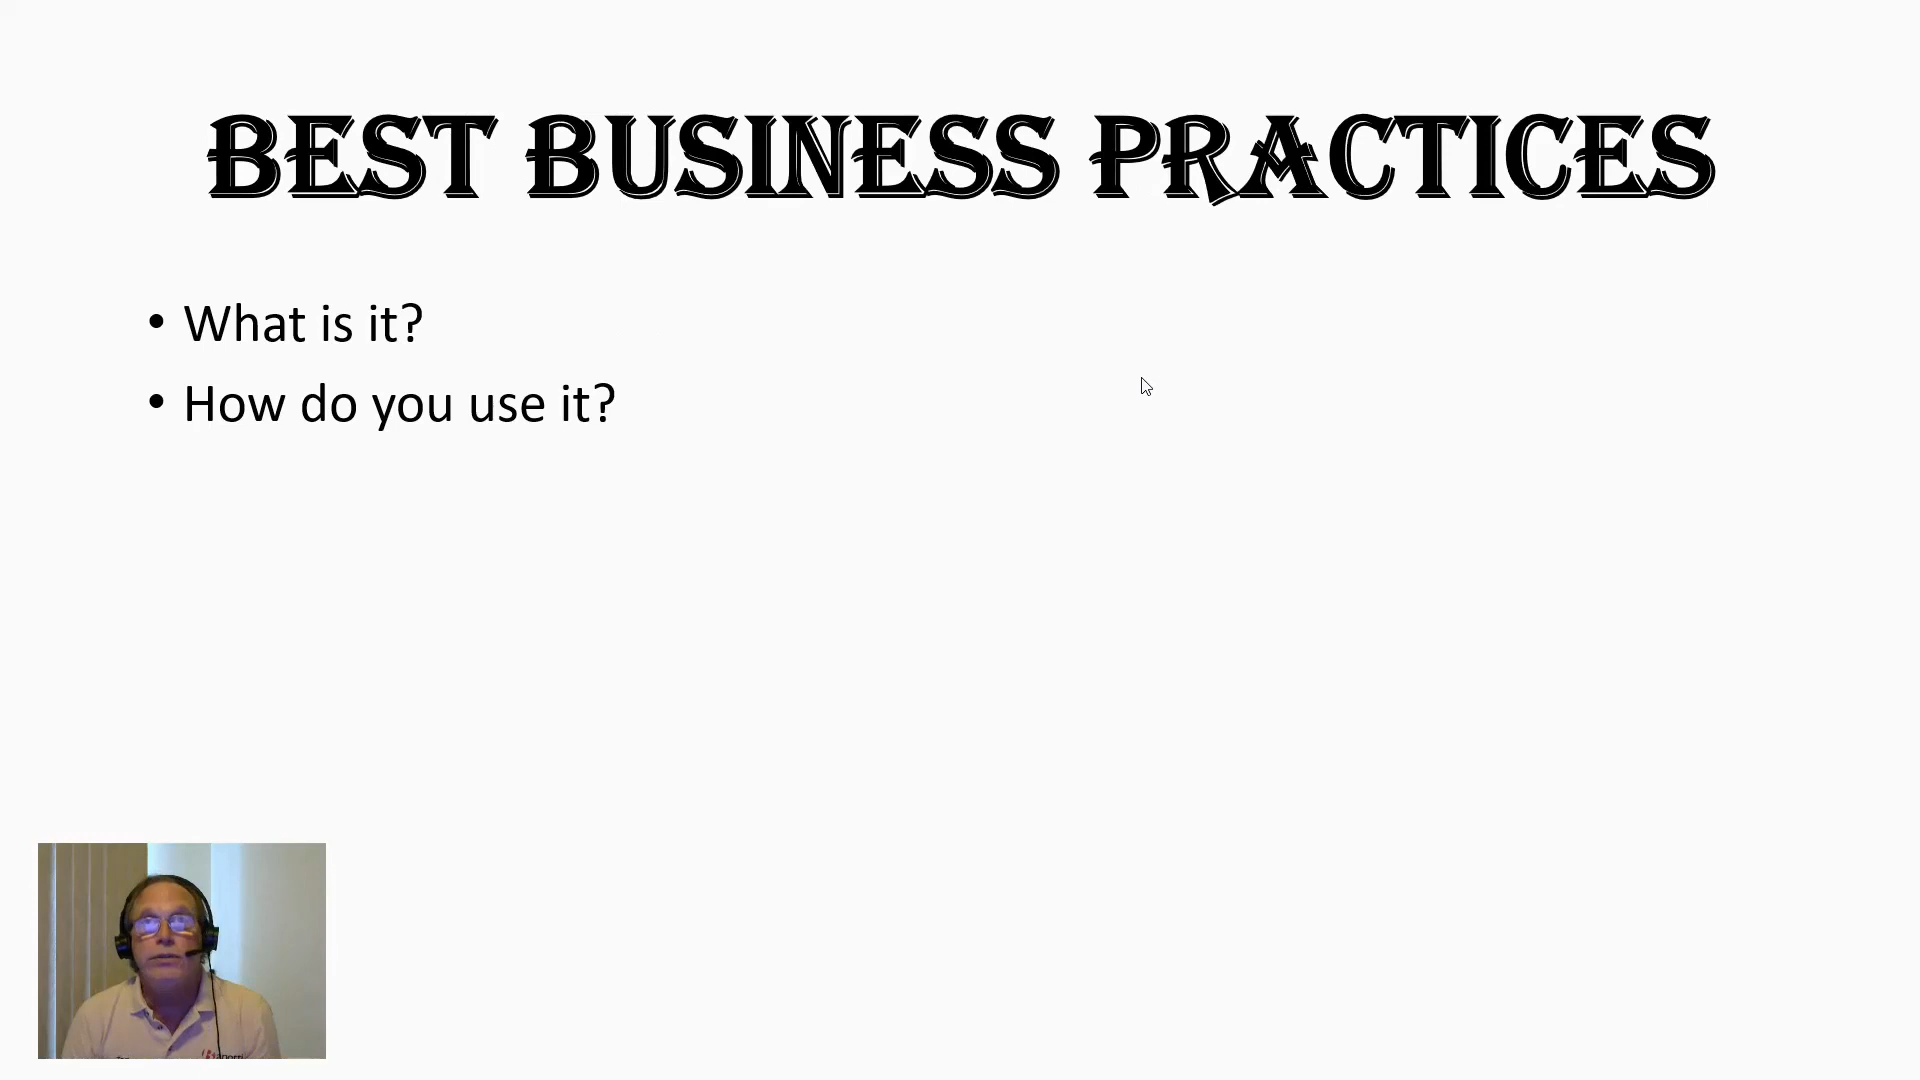 BEST BUSINESS PRACTICES
• What is it?
• How do you use it?